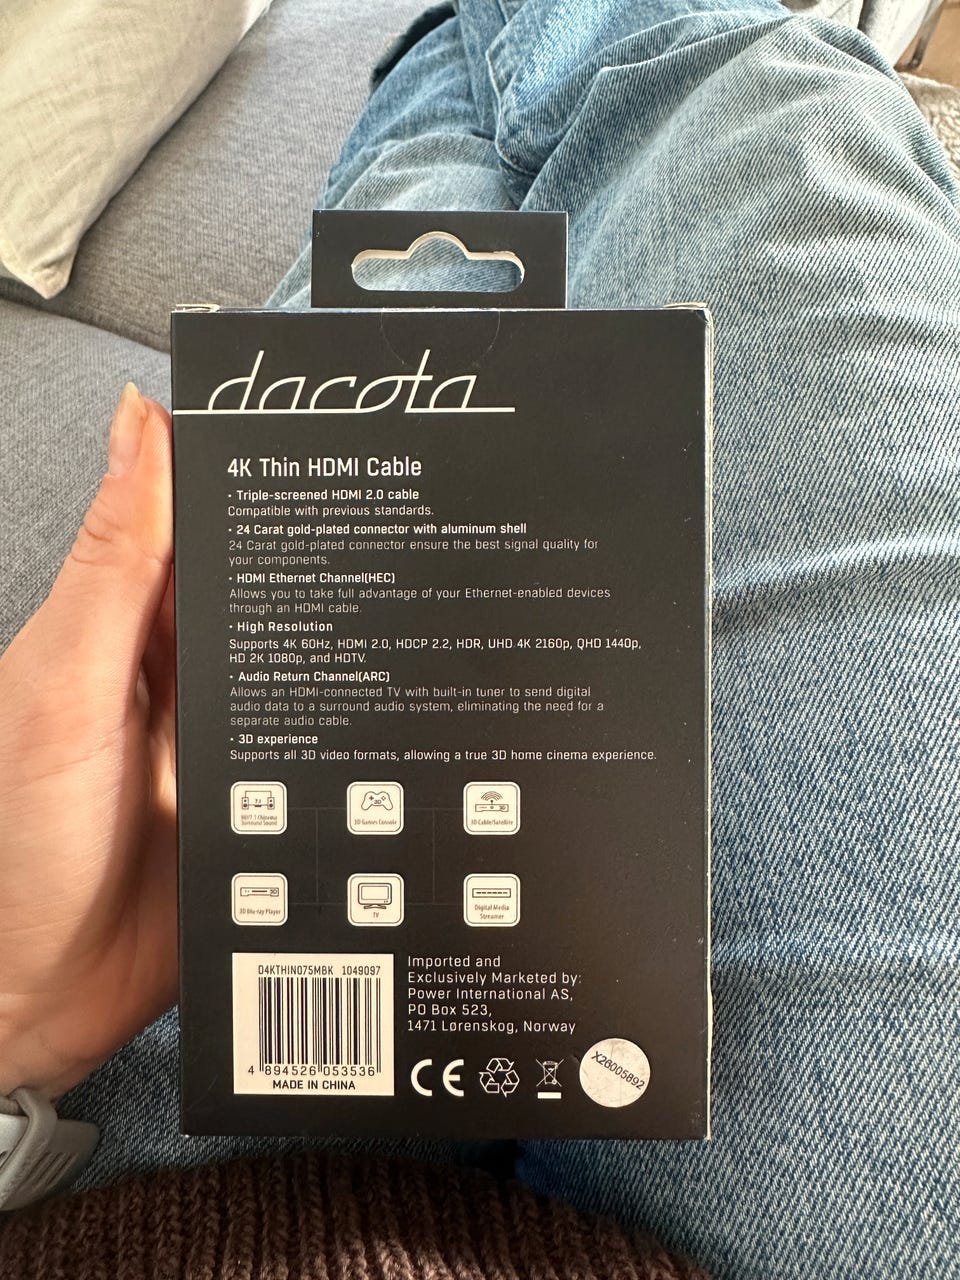 dacota
4K Thin HDMI Cable
• Triple-screened HDMI 2.0 cable
Compatible with previous standards.
• 24 Carat gold-plated connector with aluminum shell
24 Carat gold-plated connector ensure the best signal quality for
your components.
• HDMI Ethernet Channel(HEC)
Allows you to take full advantage of your Ethernet-enabled devices
through an HDMI cable.
• High Resolution
Supports 4K 60Hz, HDMI 2.0, HDCP 2.2, HDR, UHD 4K 2160p, QHD 1440p,
HD 2K 1080p, and HDTV.
• Audio Return Channel(ARC)
Allows an HDMI-connected TV with built-in tuner to send digital
audio data to a surround audio system, eliminating the need for a
separate audio cable.
• 3D experience
Supports all 3D video formats, allowing a true 3D home cinema experience.
7.1
Surround Sound
3D
3D Games Console
3D
3D Cable/Satellite
3D
3D Blu-ray Player
TV
Digital Media
Streamer
D4KTHIN075MBK 1049097
4 894526 053536
MADE IN CHINA
Imported and
Exclusively Marketed by:
Power International AS,
PO Box 523,
1471 Lørenskog, Norway
CE
X26005892